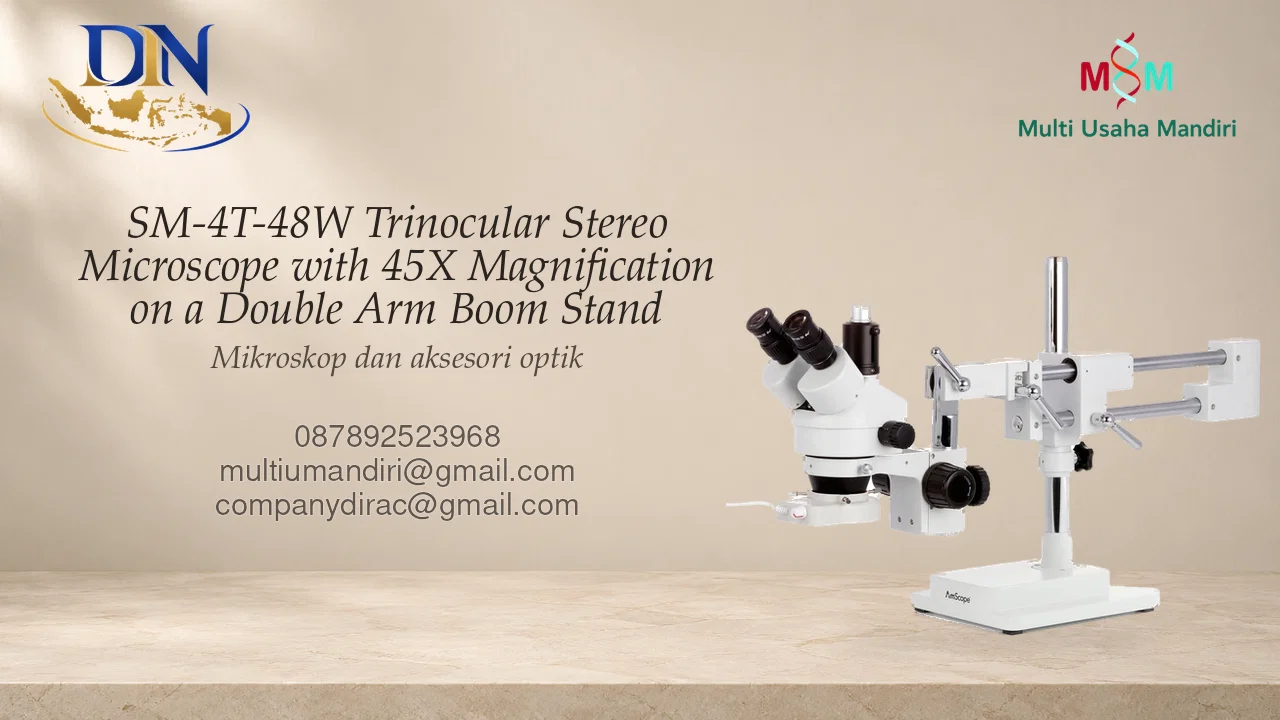 DN
M M
Multi Usaha Mandiri
SM-4T-48W Trinocular Stereo
Microscope with 45X Magnification
on a Double Arm Boom Stand
Mikroskop dan aksesori optik
087892523968
multiumandiri@gmail.com
companydirac@gmail.com
AmScope